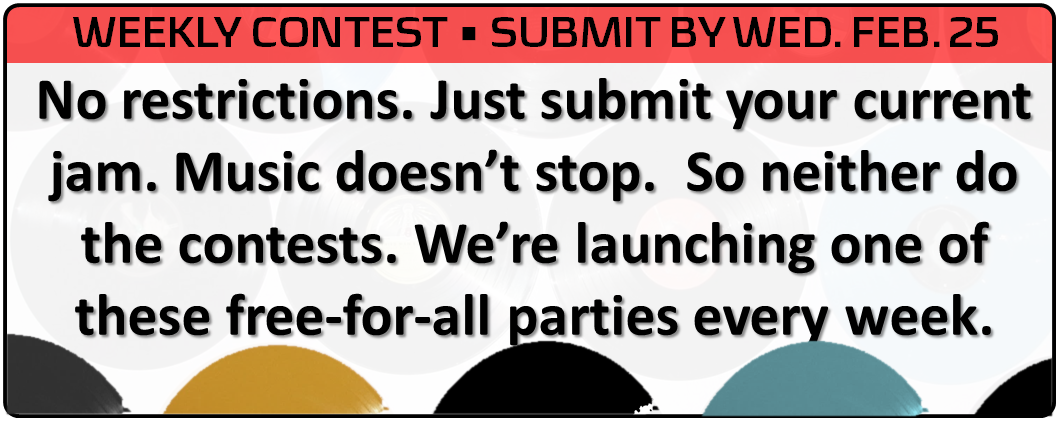 WEEKLY CONTEST ▪ SUBMIT BY WED. FEB. 25
No restrictions. Just submit your current
jam. Music doesn’t stop.  So neither do
the contests. We’re launching one of
these free-for-all parties every week.